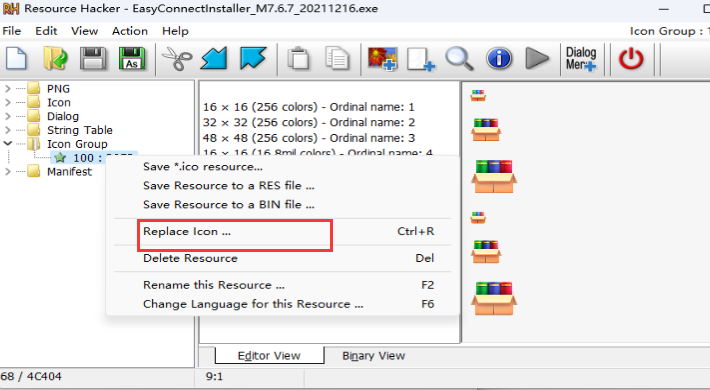 Resource Hacker - EasyConnectInstaller_M7.6.7_20211216.exe
File Edit View Action Help
Icon Group : 1
As
Dialog
Men
PNG
Icon
Dialog
String Table
Icon Group
100 :
Manifest
16 × 16 (256 colors) - Ordinal name: 1
32 × 32 (256 colors) - Ordinal name: 2
48 × 48 (256 colors) - Ordinal name: 3
16 × 16 (16.8mil colors) - Ordinal name: 4
Save *.ico resource...
Save Resource to a RES file ...
Save Resource to a BIN file ...
Replace Icon ... Ctrl+R
Delete Resource Del
Rename this Resource ... F2
Change Language for this Resource ... F6
Editor View Binary View
68 / 4C404 9:1